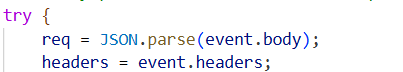 try {
    req = JSON.parse(event.body);
    headers = event.headers;